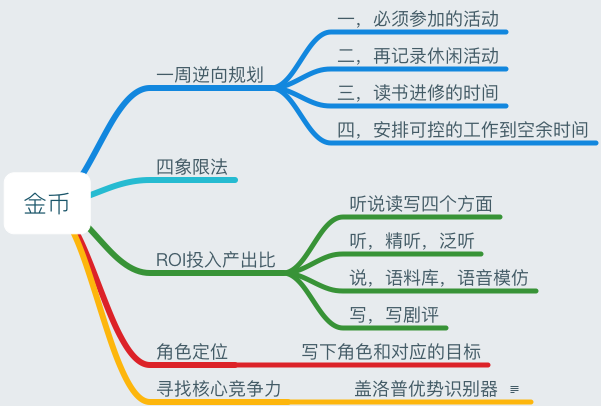 金币
一周逆向规划
一，必须参加的活动
二，再记录休闲活动
三，读书进修的时间
四，安排可控的工作到空余时间
四象限法
ROI投入产出比
听说读写四个方面
听，精听，泛听
说，语料库，语音模仿
写，写剧评
角色定位
写下角色和对应的目标
寻找核心竞争力
盖洛普优势识别器